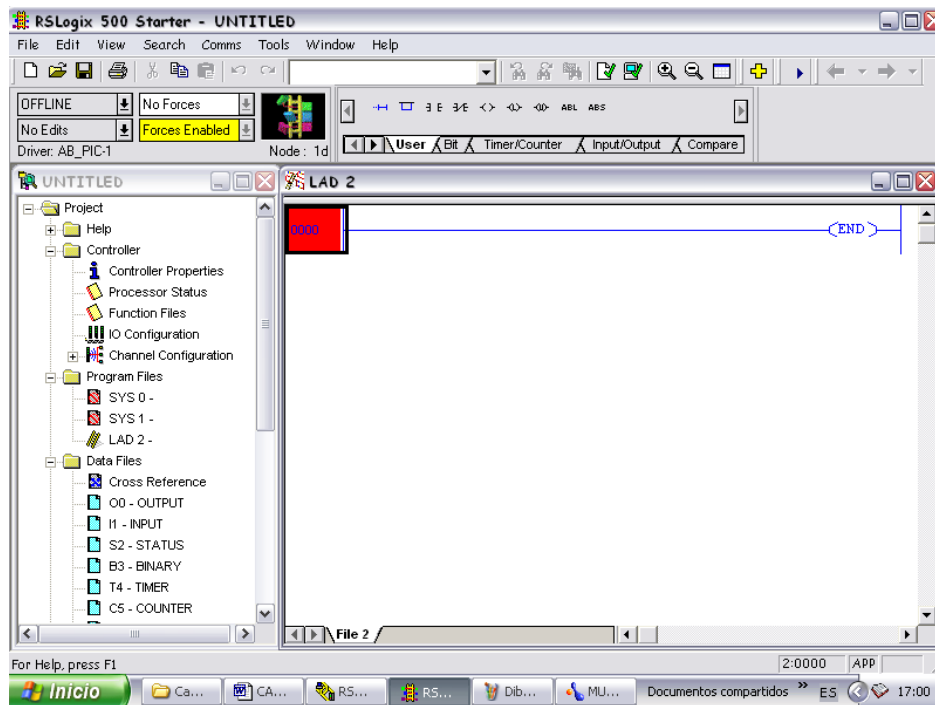 RSLogix 500 Starter - UNTITLED
File Edit View Search Comms Tools Window Help
OFFLINE No Forces
No Edits Forces Enabled
Driver: AB_PIC-1 Node : 1d
ABL ABS
User Bit Timer/Counter Input/Output Compare
UNTITLED
Project
Help
Controller
Controller Properties
Processor Status
Function Files
IO Configuration
Channel Configuration
Program Files
SYS 0 -
SYS 1 -
LAD 2 -
Data Files
Cross Reference
O0 - OUTPUT
I1 - INPUT
S2 - STATUS
B3 - BINARY
T4 - TIMER
C5 - COUNTER
LAD 2
0000 END
File 2
For Help, press F1 2:0000 APP
Inicio Ca... CA... RS... RS... Dib... MU... Documentos compartidos » ES 17:00